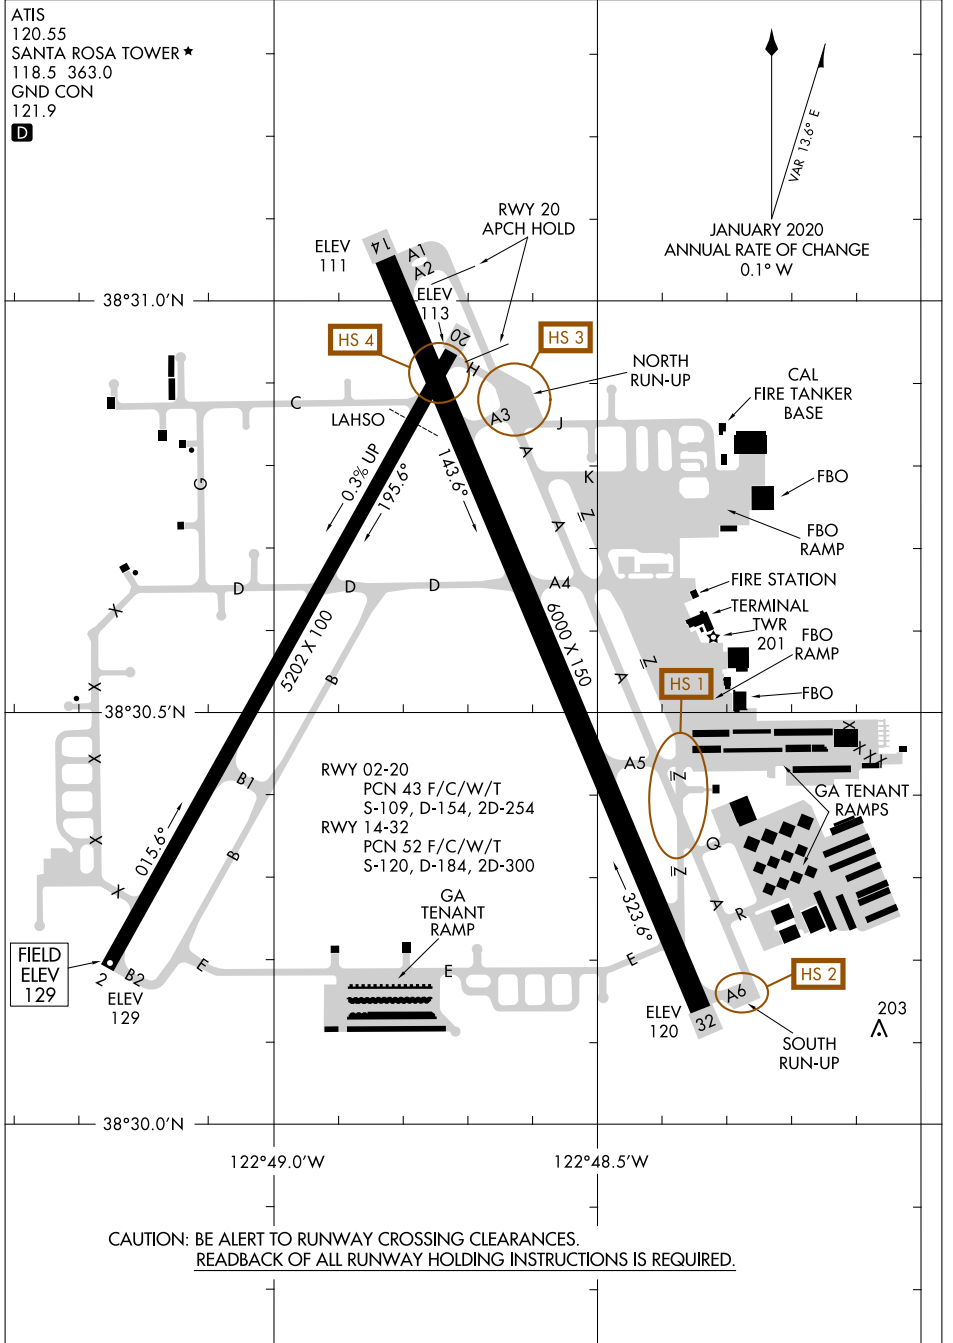 ATIS
120.55
SANTA ROSA TOWER ★
118.5 363.0
GND CON
121.9
D
VAR 13.6° E
JANUARY 2020
ANNUAL RATE OF CHANGE
0.1° W
RWY 20
APCH HOLD
ELEV
111
14
A1
A2
38°31.0'N
ELEV
113
20
HS 4
HS 3
H
NORTH
RUN-UP
CAL
FIRE TANKER
BASE
C
LAHSO
A3
J
A
G
0.3% UP
195.6°
143.6°
K
Z
A
FBO
FBO
RAMP
D
D
D
A4
FIRE STATION
TERMINAL
TWR
201
X
5202 X 100
6000 X 150
B
A
Z
FBO
RAMP
HS 1
FBO
X
38°30.5'N
X
B1
A5
Z
X
X
X
X
RWY 02-20
PCN 43 F/C/W/T
S-109, D-154, 2D-254
RWY 14-32
PCN 52 F/C/W/T
S-120, D-184, 2D-300
GA TENANT
RAMPS
015.6°
X
B
Q
Z
X
GA
TENANT
RAMP
323.6°
A
R
FIELD
ELEV
129
2
B2
E
ELEV
129
E
E
HS 2
A6
ELEV
120
32
203
SOUTH
RUN-UP
38°30.0'N
122°49.0'W
122°48.5'W
CAUTION: BE ALERT TO RUNWAY CROSSING CLEARANCES.
READBACK OF ALL RUNWAY HOLDING INSTRUCTIONS IS REQUIRED.